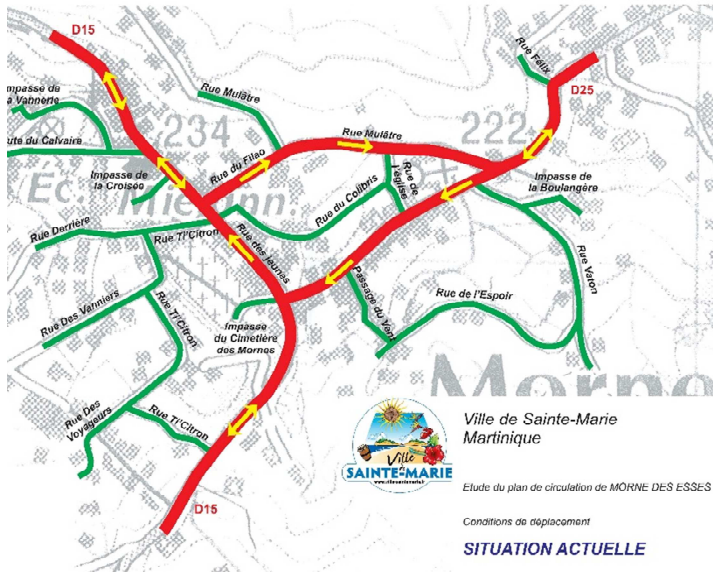 D15
Rue Félix
D25
Impasse de
la Vannerie
Rue Mulâtre
234
Rue Mulâtre
222
ute du Calvaire
Rue du Filao
Impasse de
la Croisée
Rue de
l'église
Impasse de
la Boulangère
Rue du Colibris
Rue Derrière
Rue Ti'Citron
Rue des Jeunes
Rue Vaton
Rue Des Vanniers
Rue Ti'Citron
Passage du Vent
Rue de l'Espoir
Impasse
du Cimetière
des Mornes
Morne
Rue Des
Voyageurs
Rue Ti'Citron
D15
Ville de
SAINTE-MARIE
Ville de Sainte-Marie
Martinique
Etude du plan de circulation de MORNE DES ESSES
Conditions de déplacement
SITUATION ACTUELLE